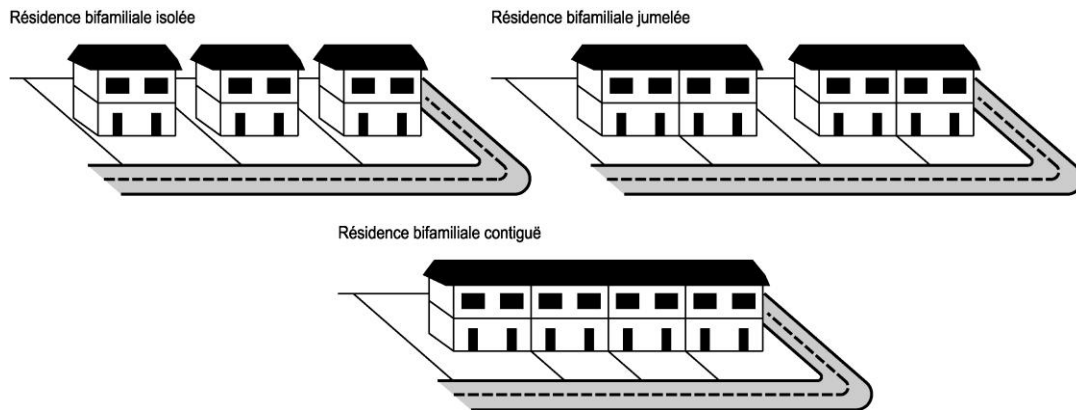 Résidence bifamiliale isolée
Résidence bifamiliale jumelée
Résidence bifamiliale contiguë